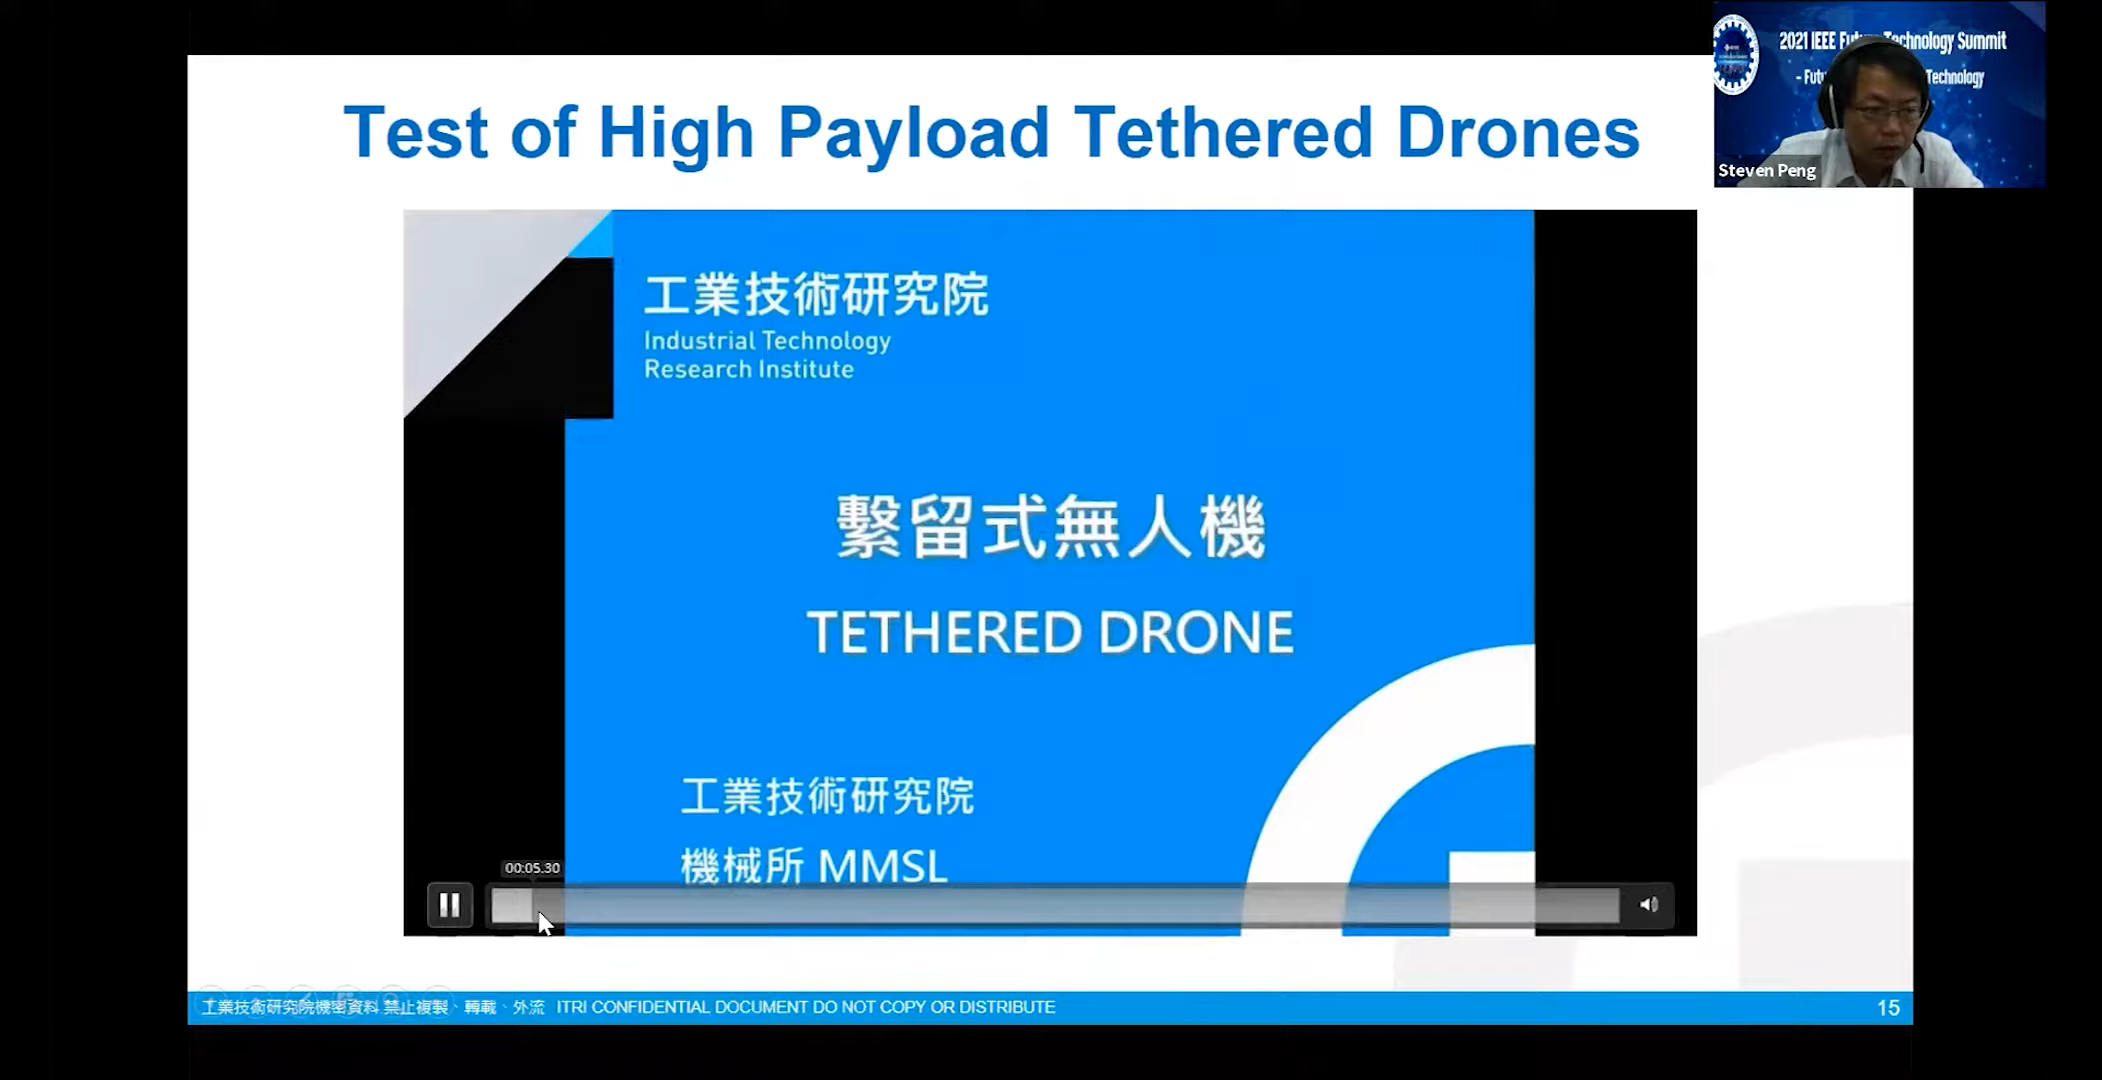 2021 IEEE Future Technology Summit
Technology
Steven Peng
Test of High Payload Tethered Drones
工業技術研究院
Industrial Technology
Research Institute
繫留式無人機
TETHERED DRONE
工業技術研究院
機械所 MMSL
00:05.30
工業技術研究院機密資料 禁止複製、轉載、外流 ITRI CONFIDENTIAL DOCUMENT DO NOT COPY OR DISTRIBUTE
15